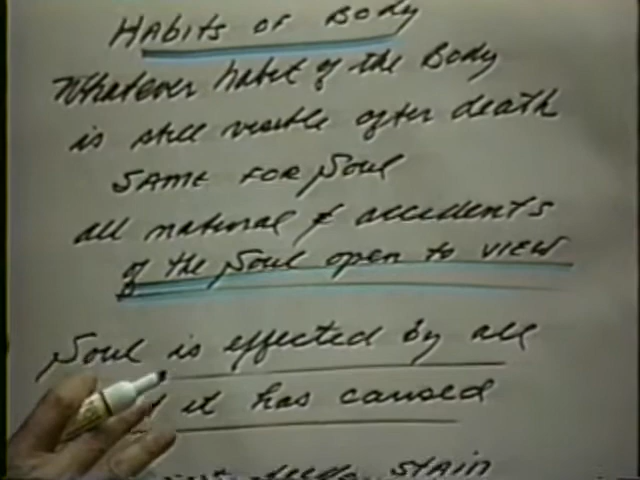 Habits of Body
Whatever habit of the Body
is still visible after death
SAME FOR Soul
all natural & accidents
of the Soul open to VIEW
Soul is effected by all
it has caused
STAIN